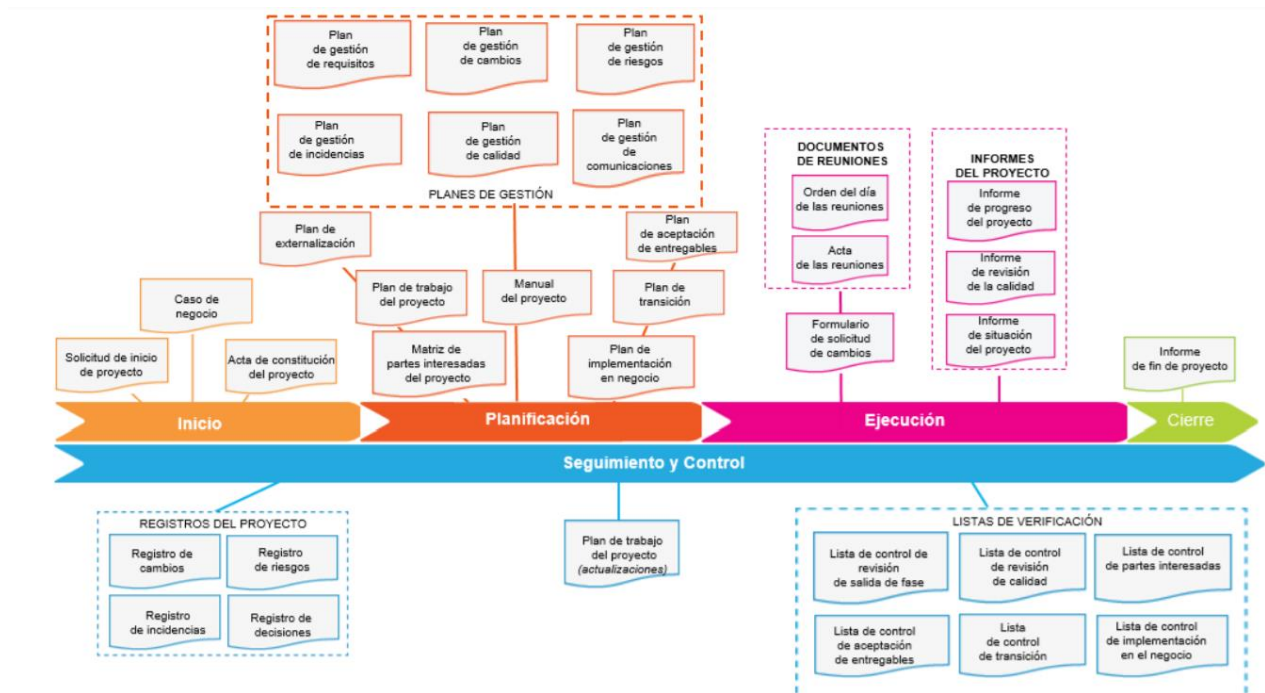 Plan
de gestión
de requisitos
Plan
de gestión
de cambios
Plan
de gestión
de riesgos
Plan
de gestión
de incidencias
Plan
de gestión
de calidad
Plan
de gestión
de
comunicaciones
PLANES DE GESTIÓN
DOCUMENTOS
DE REUNIONES
Orden del día
de las reuniones
Acta
de las reuniones
INFORMES
DEL PROYECTO
Informe
de progreso
del proyecto
Informe
de revisión
de la calidad
Informe
de situación
del proyecto
Plan de
externalización
Plan
de aceptación
de entregables
Plan de trabajo
del proyecto
Manual
del proyecto
Plan de
transición
Caso de
negocio
Formulario
de solicitud
de cambios
Solicitud de inicio
de proyecto
Acta de constitución
del proyecto
Matriz de
partes interesadas
del proyecto
Plan de
implementación
en negocio
Informe
de fin de proyecto
Inicio
Planificación
Ejecución
Cierre
Seguimiento y Control
REGISTROS DEL PROYECTO
Registro de
cambios
Registro
de riesgos
Registro
de incidencias
Registro de
decisiones
Plan de trabajo
del proyecto
(actualizaciones)
LISTAS DE VERIFICACIÓN
Lista de control de
revisión
de salida de fase
Lista de control
de revisión
de calidad
Lista de control
de partes interesadas
Lista de control
de aceptación
de entregables
Lista
de control
de transición
Lista de control
de implementación
en el negocio